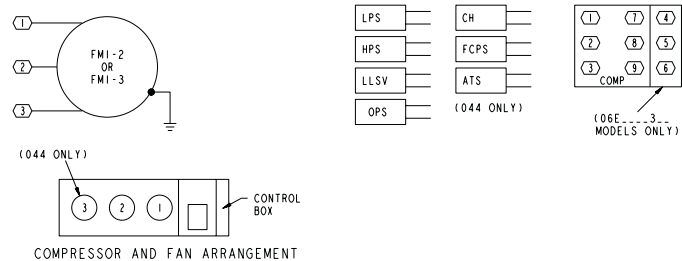 1
2
3
FM1-2
OR
FM1-3
LPS
HPS
LLSV
OPS
CH
FCPS
ATS
(044 ONLY)
1 7 4
2 8 5
3 9 6
COMP
(06E____3__
MODELS ONLY)
(044 ONLY)
3 2 1
CONTROL
BOX
COMPRESSOR AND FAN ARRANGEMENT